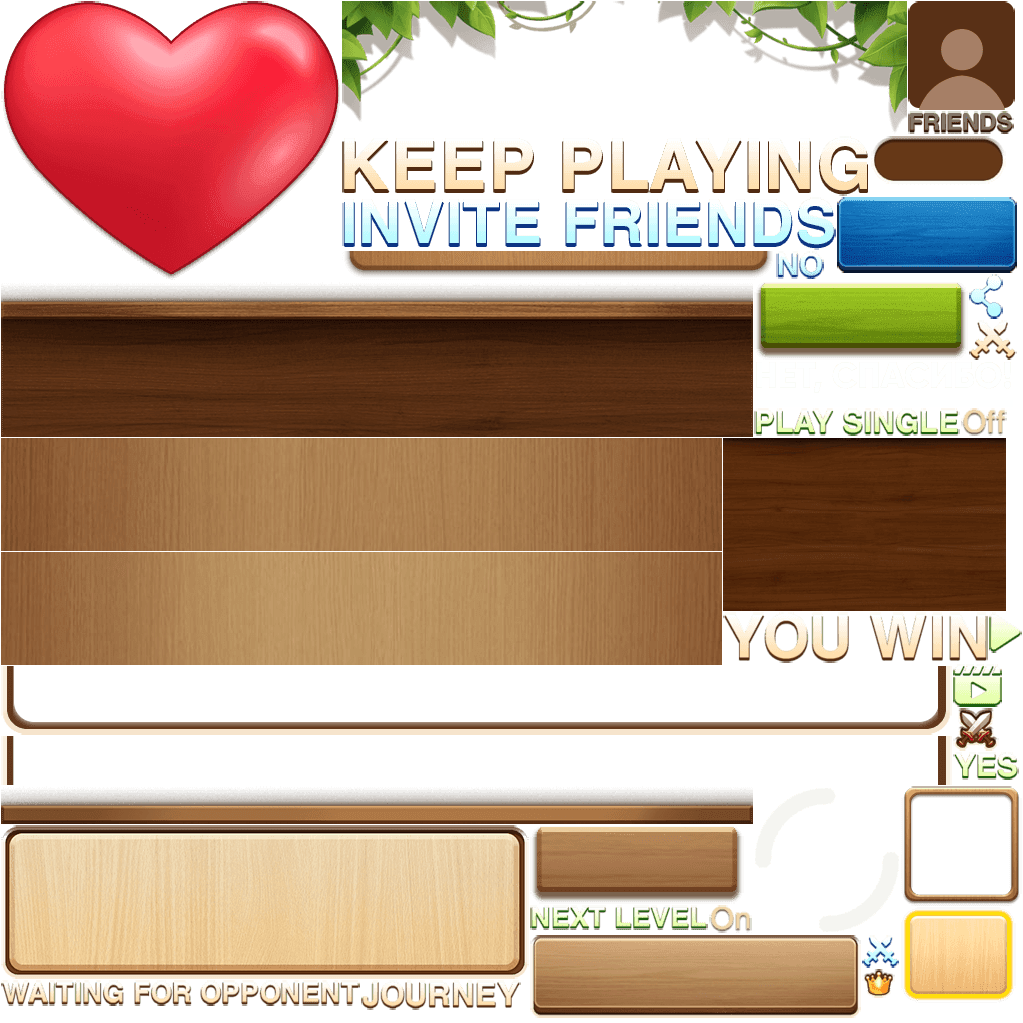 FRIENDS
KEEP PLAYING
INVITE FRIENDS
NO
PLAY SINGLE
Off
YOU WIN
YES
NEXT LEVEL
On
WAITING FOR OPPONENT
JOURNEY